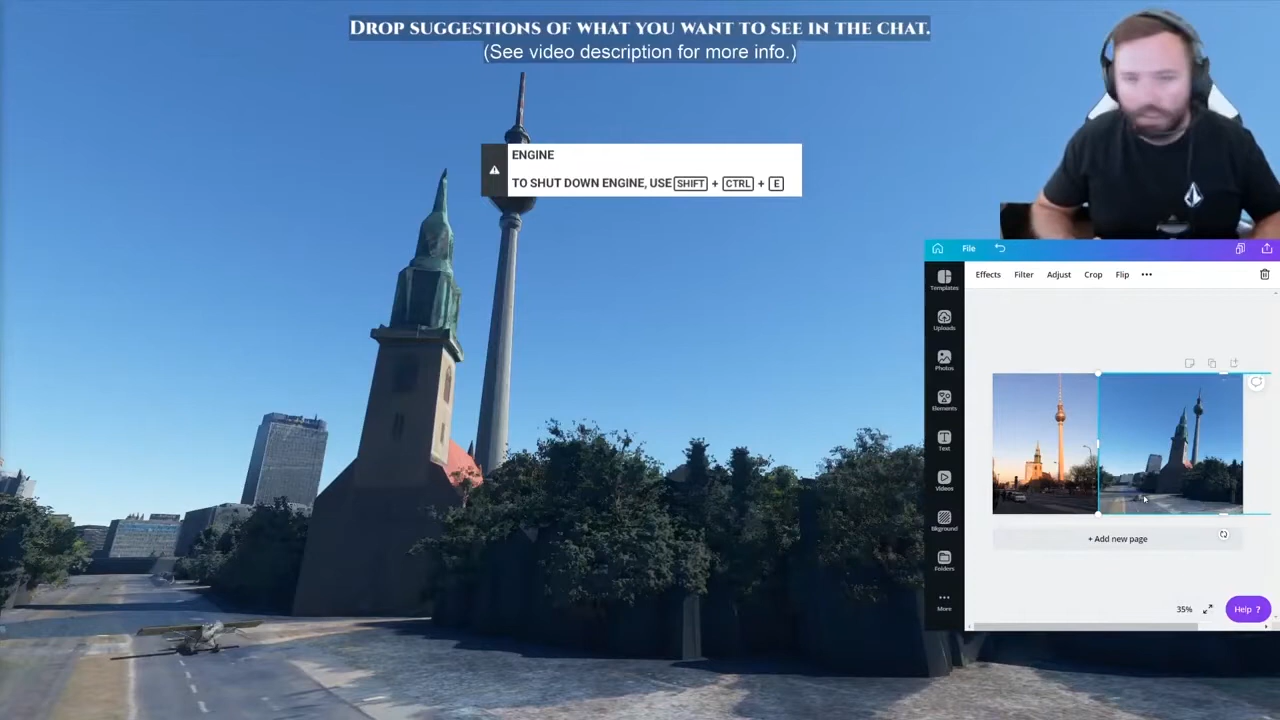 DROP SUGGESTIONS OF WHAT YOU WANT TO SEE IN THE CHAT.
(See video description for more info.)
ENGINE
TO SHUT DOWN ENGINE, USE SHIFT + CTRL + E
File
Effects Filter Adjust Crop Flip
Templates
Uploads
Photos
Elements
Text
Videos
Bkground
Folders
More
+ Add new page
35%
Help ?